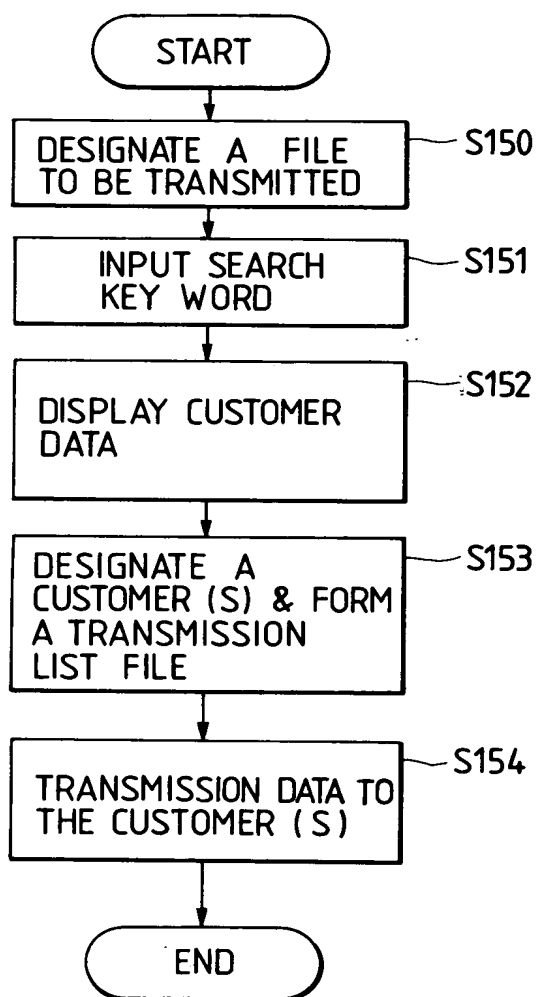 START
DESIGNATE A FILE
TO BE TRANSMITTED
S150
INPUT SEARCH
KEY WORD
S151
DISPLAY CUSTOMER
DATA
S152
DESIGNATE A
CUSTOMER (S) & FORM
A TRANSMISSION
LIST FILE
S153
TRANSMISSION DATA TO
THE CUSTOMER (S)
S154
END